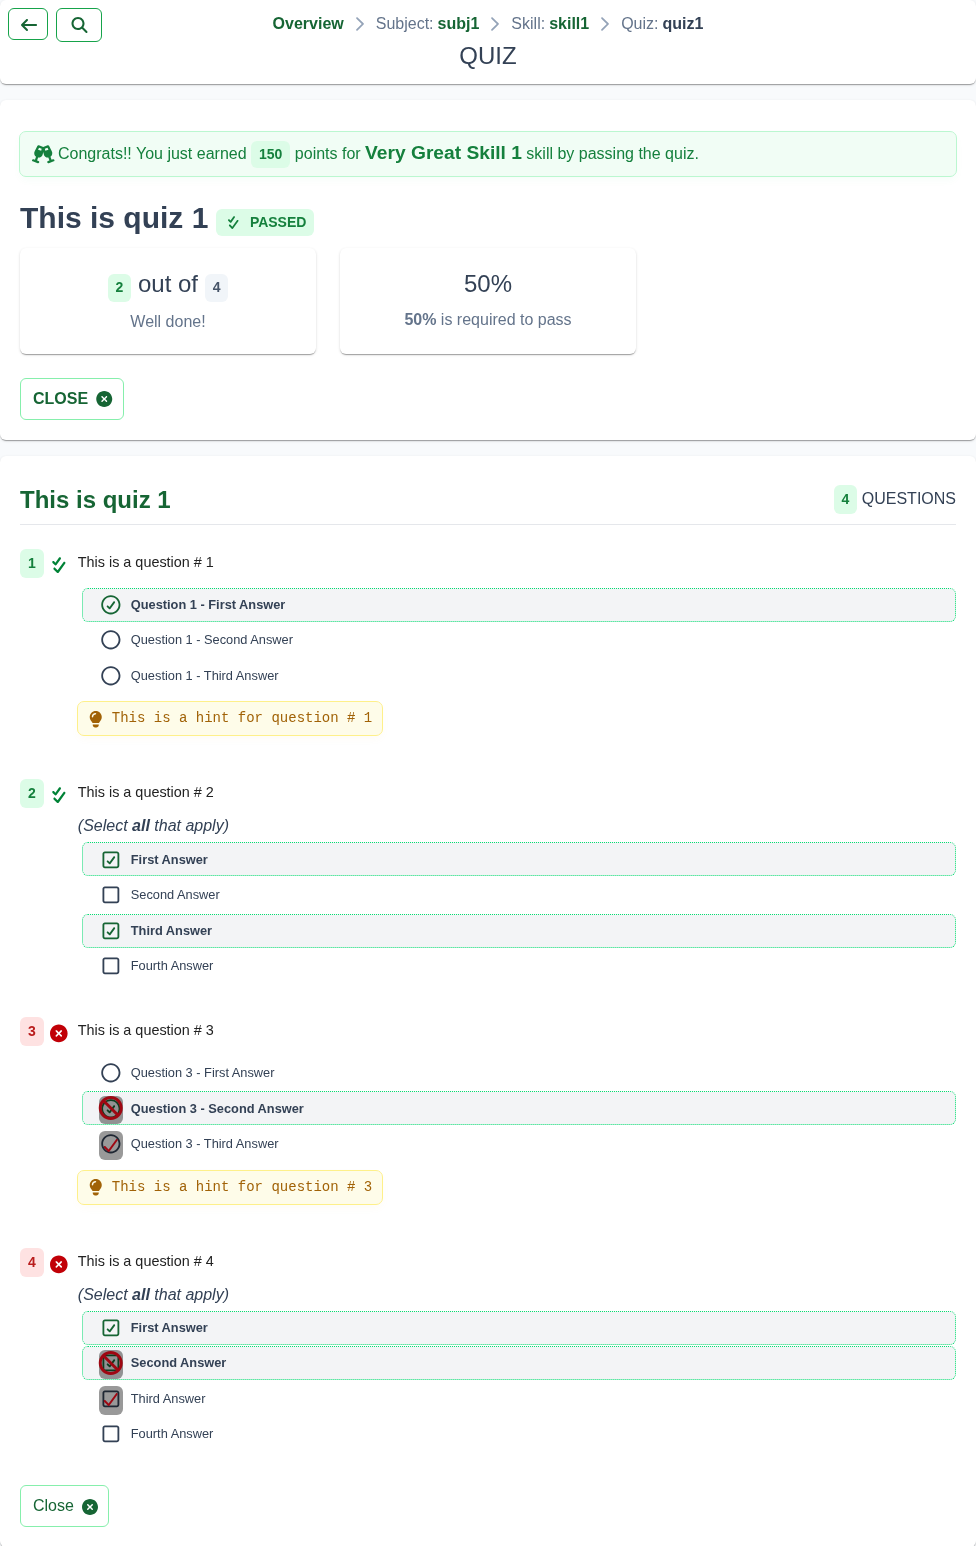 Overview Subject: subj1 Skill: skill1 Quiz: quiz1
QUIZ
Congrats!! You just earned 150 points for Very Great Skill 1 skill by passing the quiz.
This is quiz 1 PASSED
2 out of 4
Well done!
50%
50% is required to pass
CLOSE
This is quiz 1
4 QUESTIONS
1 This is a question # 1
Question 1 - First Answer
Question 1 - Second Answer
Question 1 - Third Answer
This is a hint for question # 1
2 This is a question # 2
(Select all that apply)
First Answer
Second Answer
Third Answer
Fourth Answer
3 This is a question # 3
Question 3 - First Answer
Question 3 - Second Answer
Question 3 - Third Answer
This is a hint for question # 3
4 This is a question # 4
(Select all that apply)
First Answer
Second Answer
Third Answer
Fourth Answer
Close